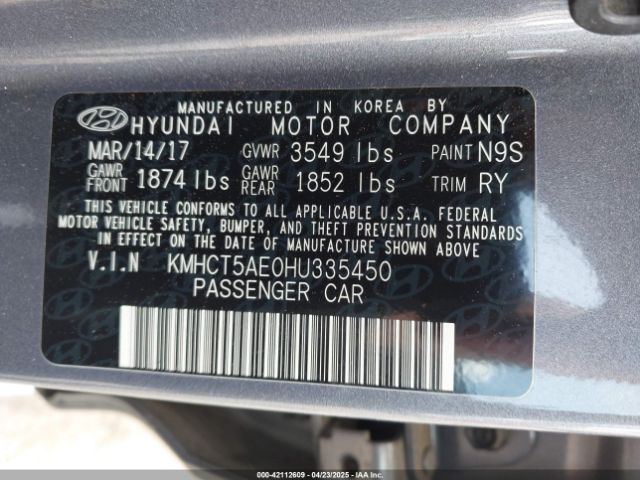 MANUFACTURED IN KOREA BY
HYUNDAI MOTOR COMPANY
MAR/14/17 GVWR 3549 lbs PAINT N9S
GAWR FRONT 1874 lbs GAWR REAR 1852 lbs TRIM RY
THIS VEHICLE CONFORMS TO ALL APPLICABLE U.S.A. FEDERAL
MOTOR VEHICLE SAFETY, BUMPER, AND THEFT PREVENTION STANDARDS
IN EFFECT ON THE DATE OF MANUFACTURE SHOWN ABOVE
V.I.N KMHCT5AE0HU335450
PASSENGER CAR
000-42112609 - 04/23/2025 - IAAI.COM